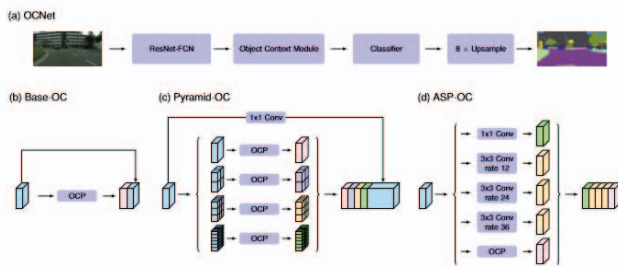 (a) OCNet
ResNet-FCN
Object Context Module
Classifier
8 × Upsample
(b) Base-OC
(c) Pyramid-OC
(d) ASP-OC
1x1 Conv
OCP
OCP
OCP
OCP
OCP
1x1 Conv
3x3 Conv
rate 12
3x3 Conv
rate 24
3x3 Conv
rate 36
OCP